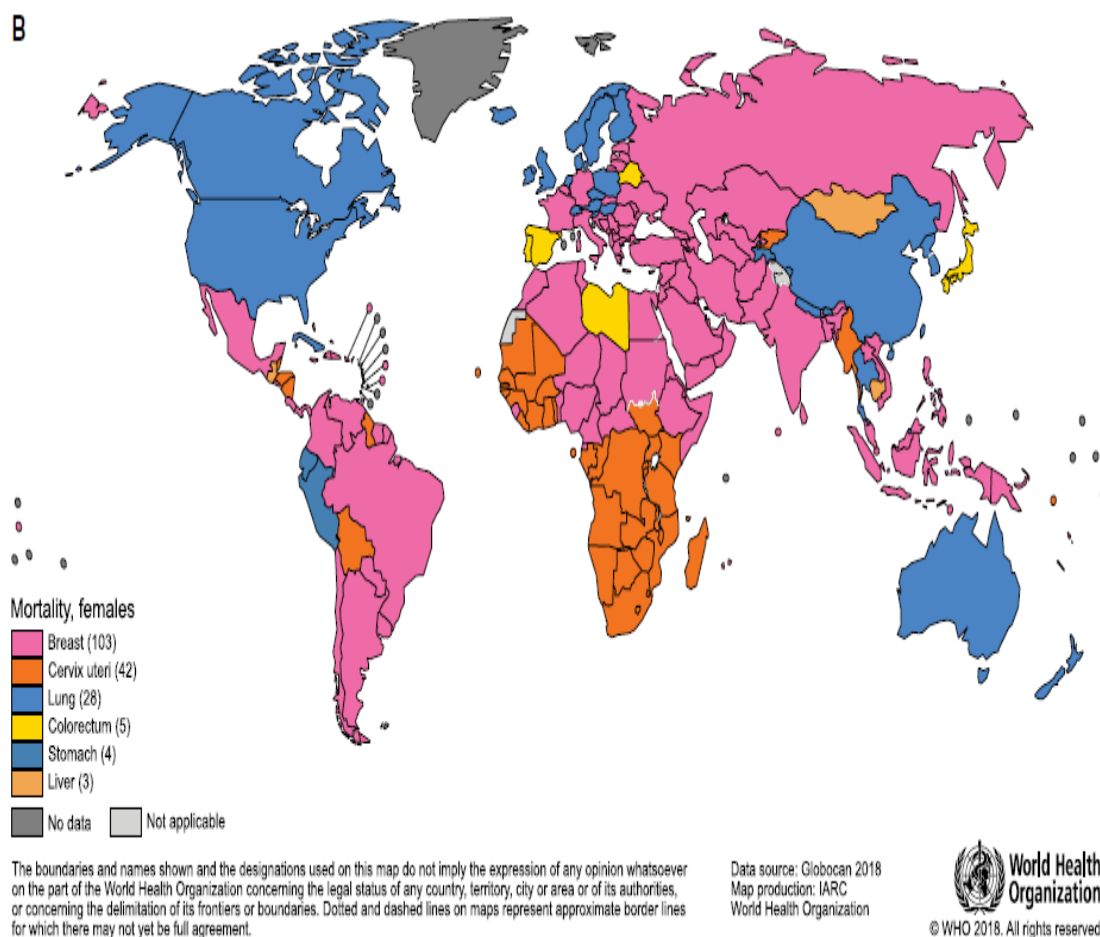 B
Mortality, females
Breast (103)
Cervix uteri (42)
Lung (28)
Colorectum (5)
Stomach (4)
Liver (3)
No data
Not applicable
The boundaries and names shown and the designations used on this map do not imply the expression of any opinion whatsoever
on the part of the World Health Organization concerning the legal status of any country, territory, city or area or of its authorities,
or concerning the delimitation of its frontiers or boundaries. Dotted and dashed lines on maps represent approximate border lines
for which there may not yet be full agreement.
Data source: Globocan 2018
Map production: IARC
World Health Organization
World Health
Organization
© WHO 2018. All rights reserved